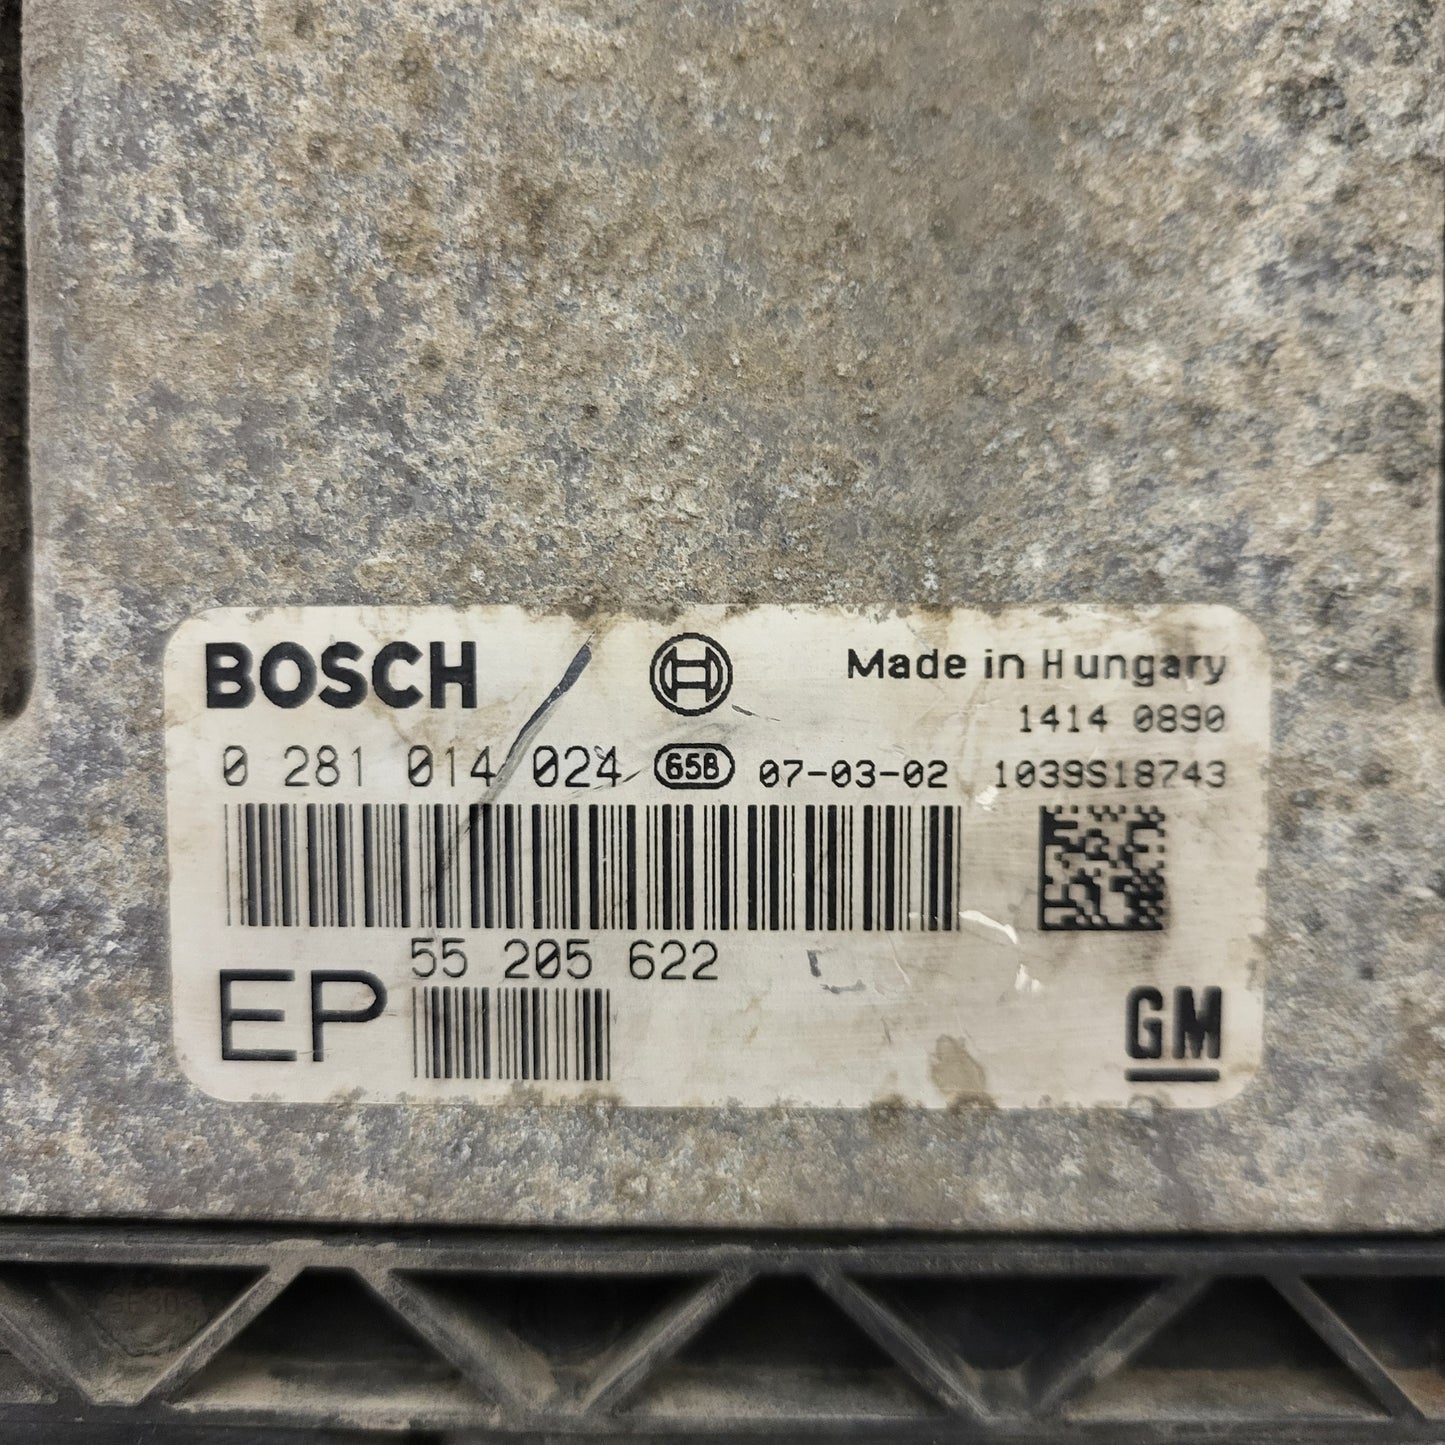 BOSCH
Made in Hungary
1414 0890
0 281 014 024 65B 07-03-02 1039S18743
55 205 622
EP
GM